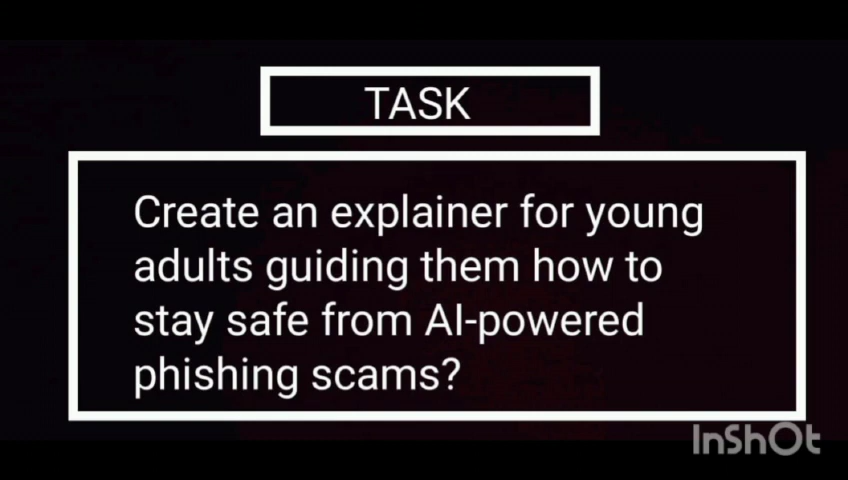 TASK
Create an explainer for young
adults guiding them how to
stay safe from AI-powered
phishing scams?
InShOt